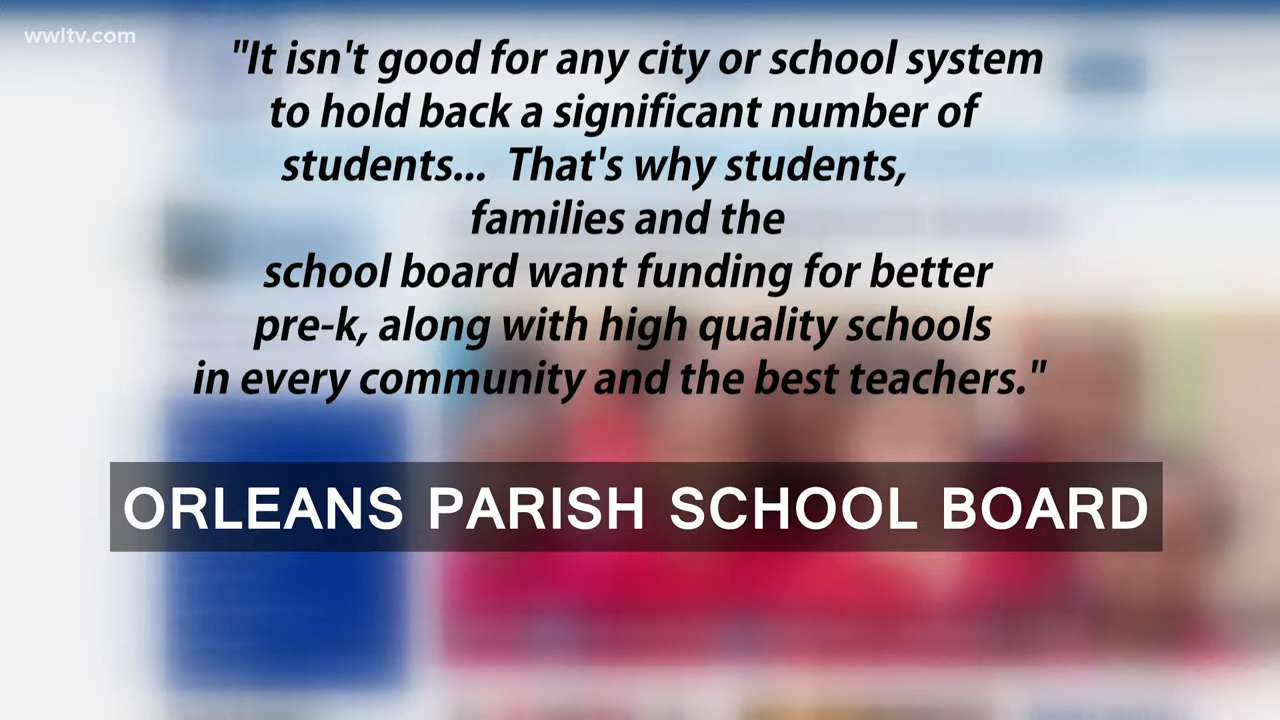 wwltv.com
"It isn't good for any city or school system
to hold back a significant number of
students...  That's why students,
families and the
school board want funding for better
pre-k, along with high quality schools
in every community and the best teachers."
ORLEANS PARISH SCHOOL BOARD